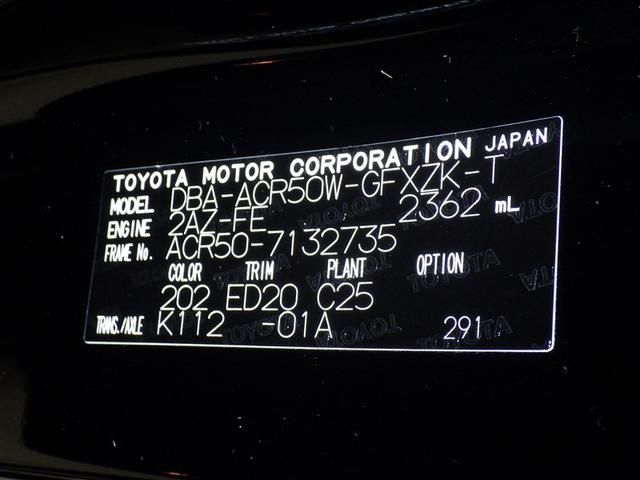 TOYOTA MOTOR CORPORATION JAPAN
MODEL DBA-ACR50W-GFXZK-T
ENGINE 2AZ-FE 2362 mL
FRAME No. ACR50-7132735
COLOR TRIM PLANT OPTION
202 ED20 C25
TRANS./AXLE K112 -01A 291